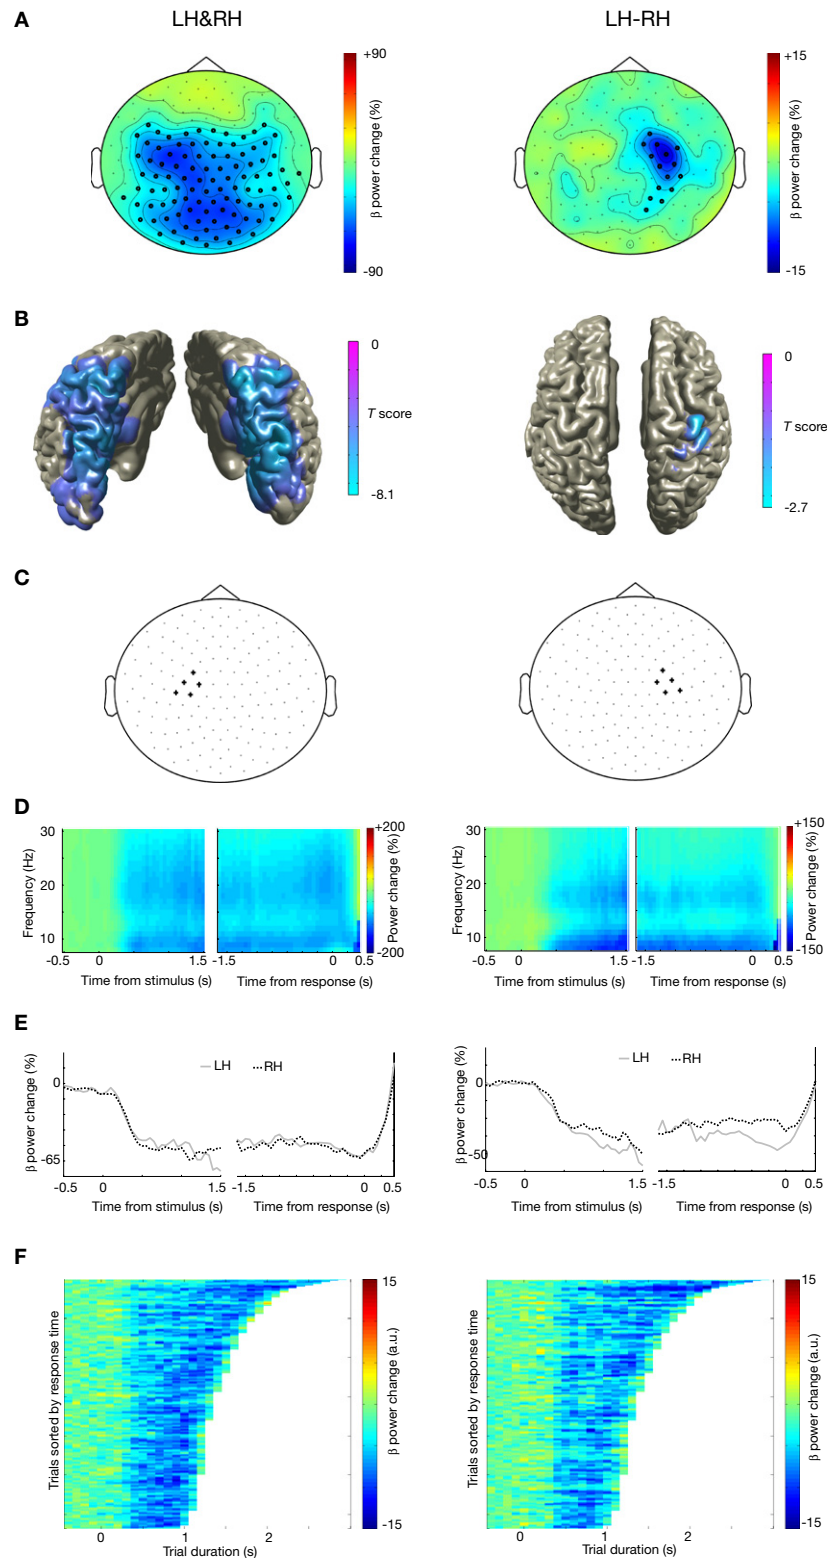 LH&RH
LH-RH
A
+90
β power change (%)
-90
+15
β power change (%)
-15
B
0
T score
-8.1
0
T score
-2.7
C
D
30
20
10
Frequency (Hz)
-0.5
0
1.5
-1.5
0
0.5
Time from stimulus (s)
Time from response (s)
+200
Power change (%)
-200
30
20
10
Frequency (Hz)
-0.5
0
1.5
-1.5
0
0.5
Time from stimulus (s)
Time from response (s)
+150
Power change (%)
-150
E
LH
RH
0
-65
β power change (%)
-0.5
0
1.5
-1.5
0
0.5
Time from stimulus (s)
Time from response (s)
LH
RH
0
-50
β power change (%)
-0.5
0
1.5
-1.5
0
0.5
Time from stimulus (s)
Time from response (s)
F
Trials sorted by response time
0
1
2
Trial duration (s)
15
β power change (a.u.)
-15
Trials sorted by response time
0
1
2
Trial duration (s)
15
β power change (a.u.)
-15